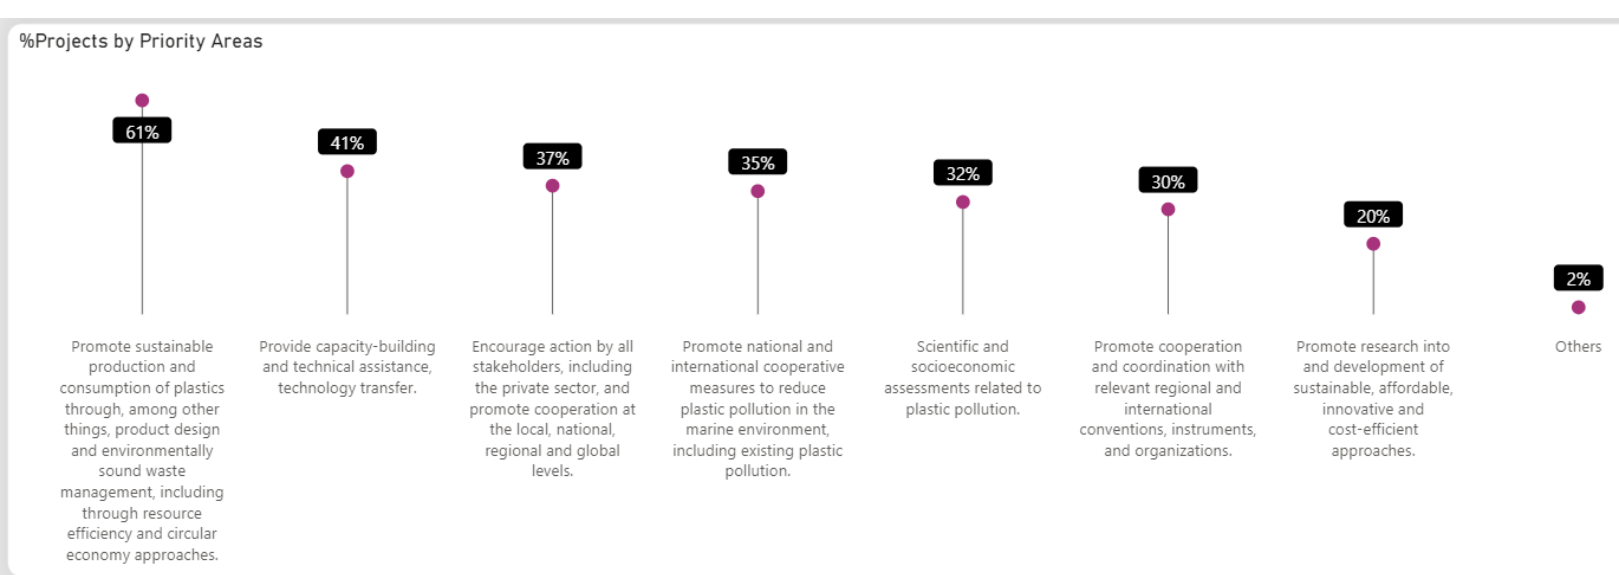 %Projects by Priority Areas
61%
41%
37%
35%
32%
30%
20%
2%
Promote sustainable
production and
consumption of plastics
through, among other
things, product design
and environmentally
sound waste
management, including
through resource
efficiency and circular
economy approaches.
Provide capacity-building
and technical assistance,
technology transfer.
Encourage action by all
stakeholders, including
the private sector, and
promote cooperation at
the local, national,
regional and global
levels.
Promote national and
international cooperative
measures to reduce
plastic pollution in the
marine environment,
including existing plastic
pollution.
Scientific and
socioeconomic
assessments related to
plastic pollution.
Promote cooperation
and coordination with
relevant regional and
international
conventions, instruments,
and organizations.
Promote research into
and development of
sustainable, affordable,
innovative and
cost-efficient
approaches.
Others